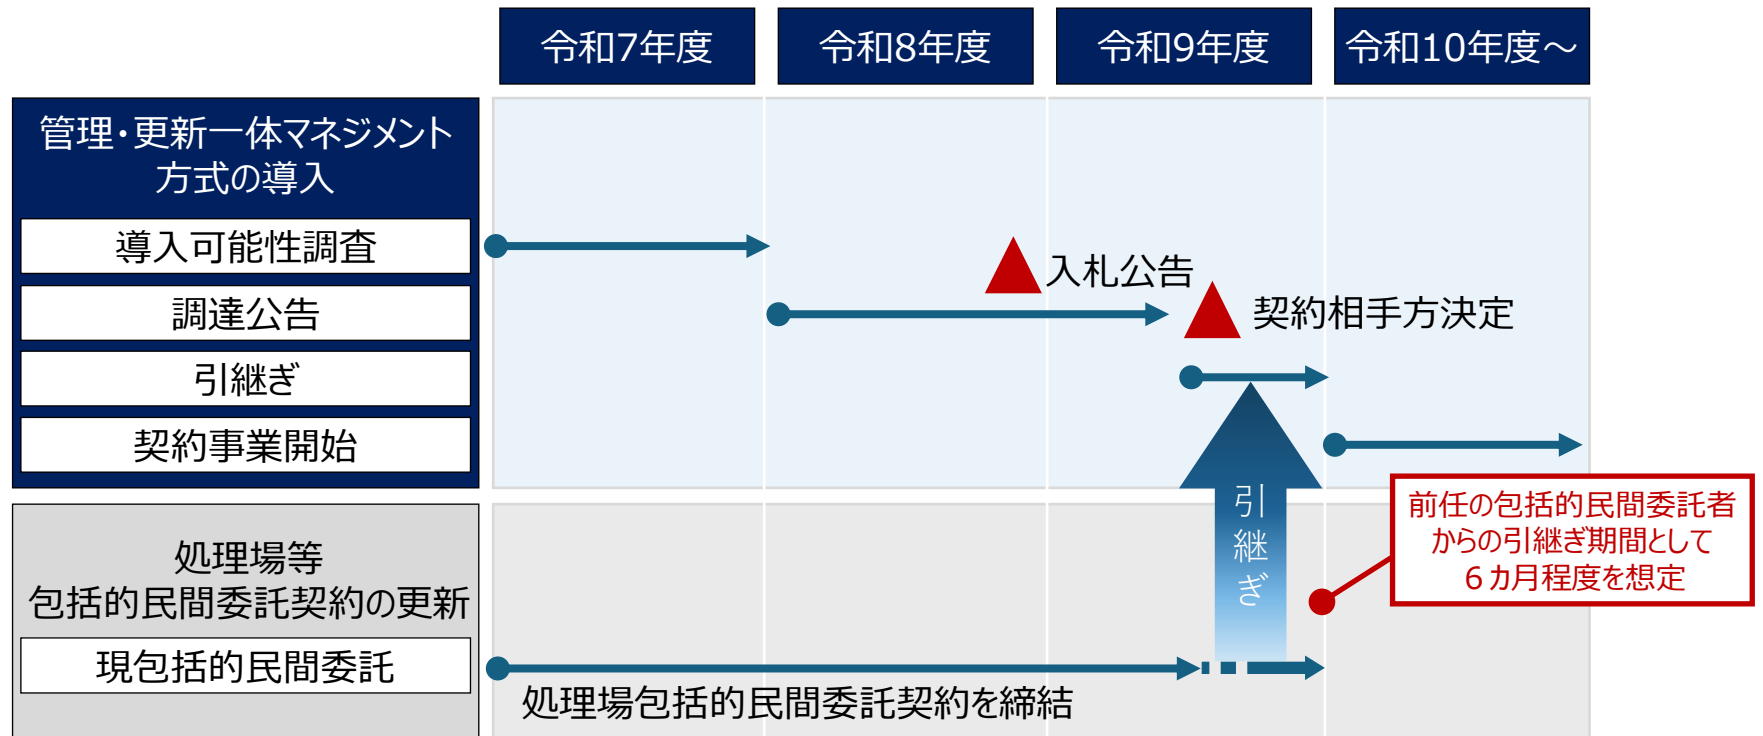 令和7年度
令和8年度
令和9年度
令和10年度～
管理・更新一体マネジメント
方式の導入
導入可能性調査
調達公告
引継ぎ
契約事業開始
入札公告
契約相手方決定
引継ぎ
前任の包括的民間委託者
からの引継ぎ期間として
６カ月程度を想定
処理場等
包括的民間委託契約の更新
現包括的民間委託
処理場包括的民間委託契約を締結